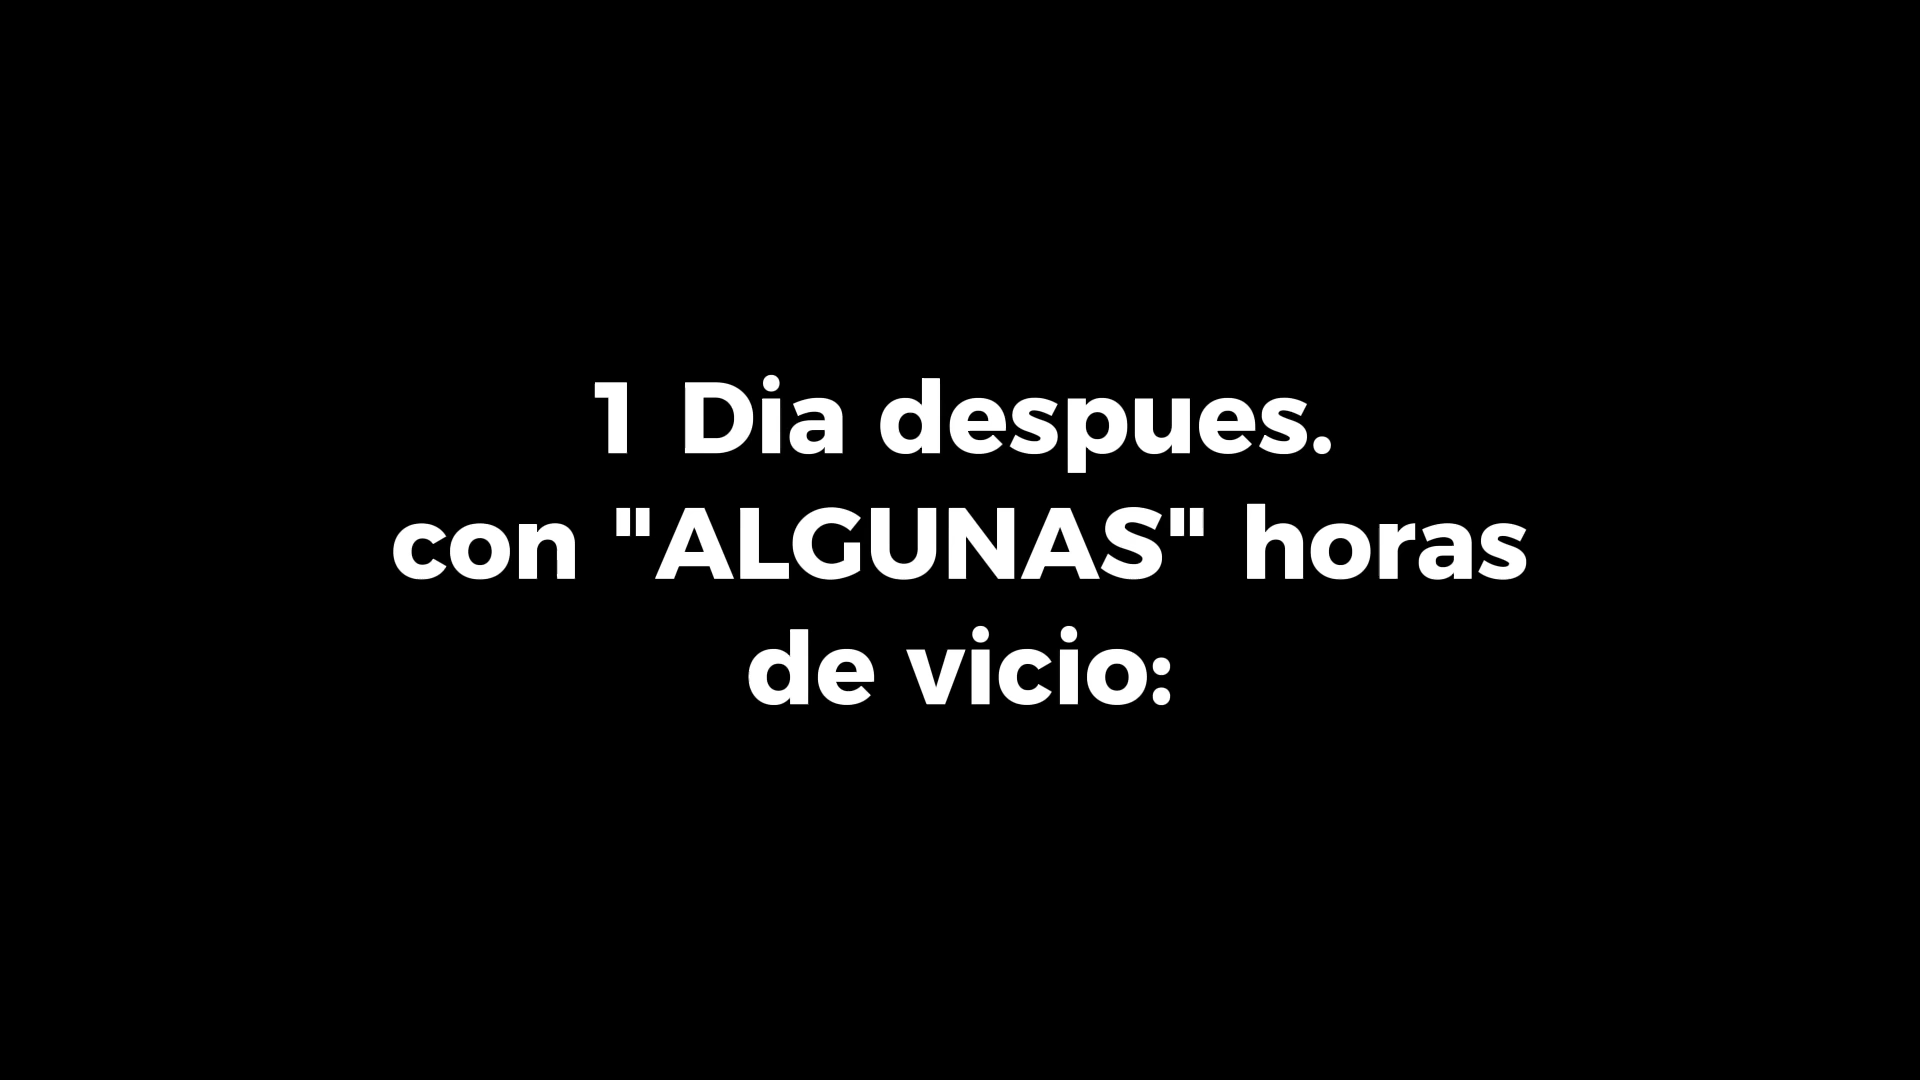 1 Dia despues.
con "ALGUNAS" horas
de vicio: